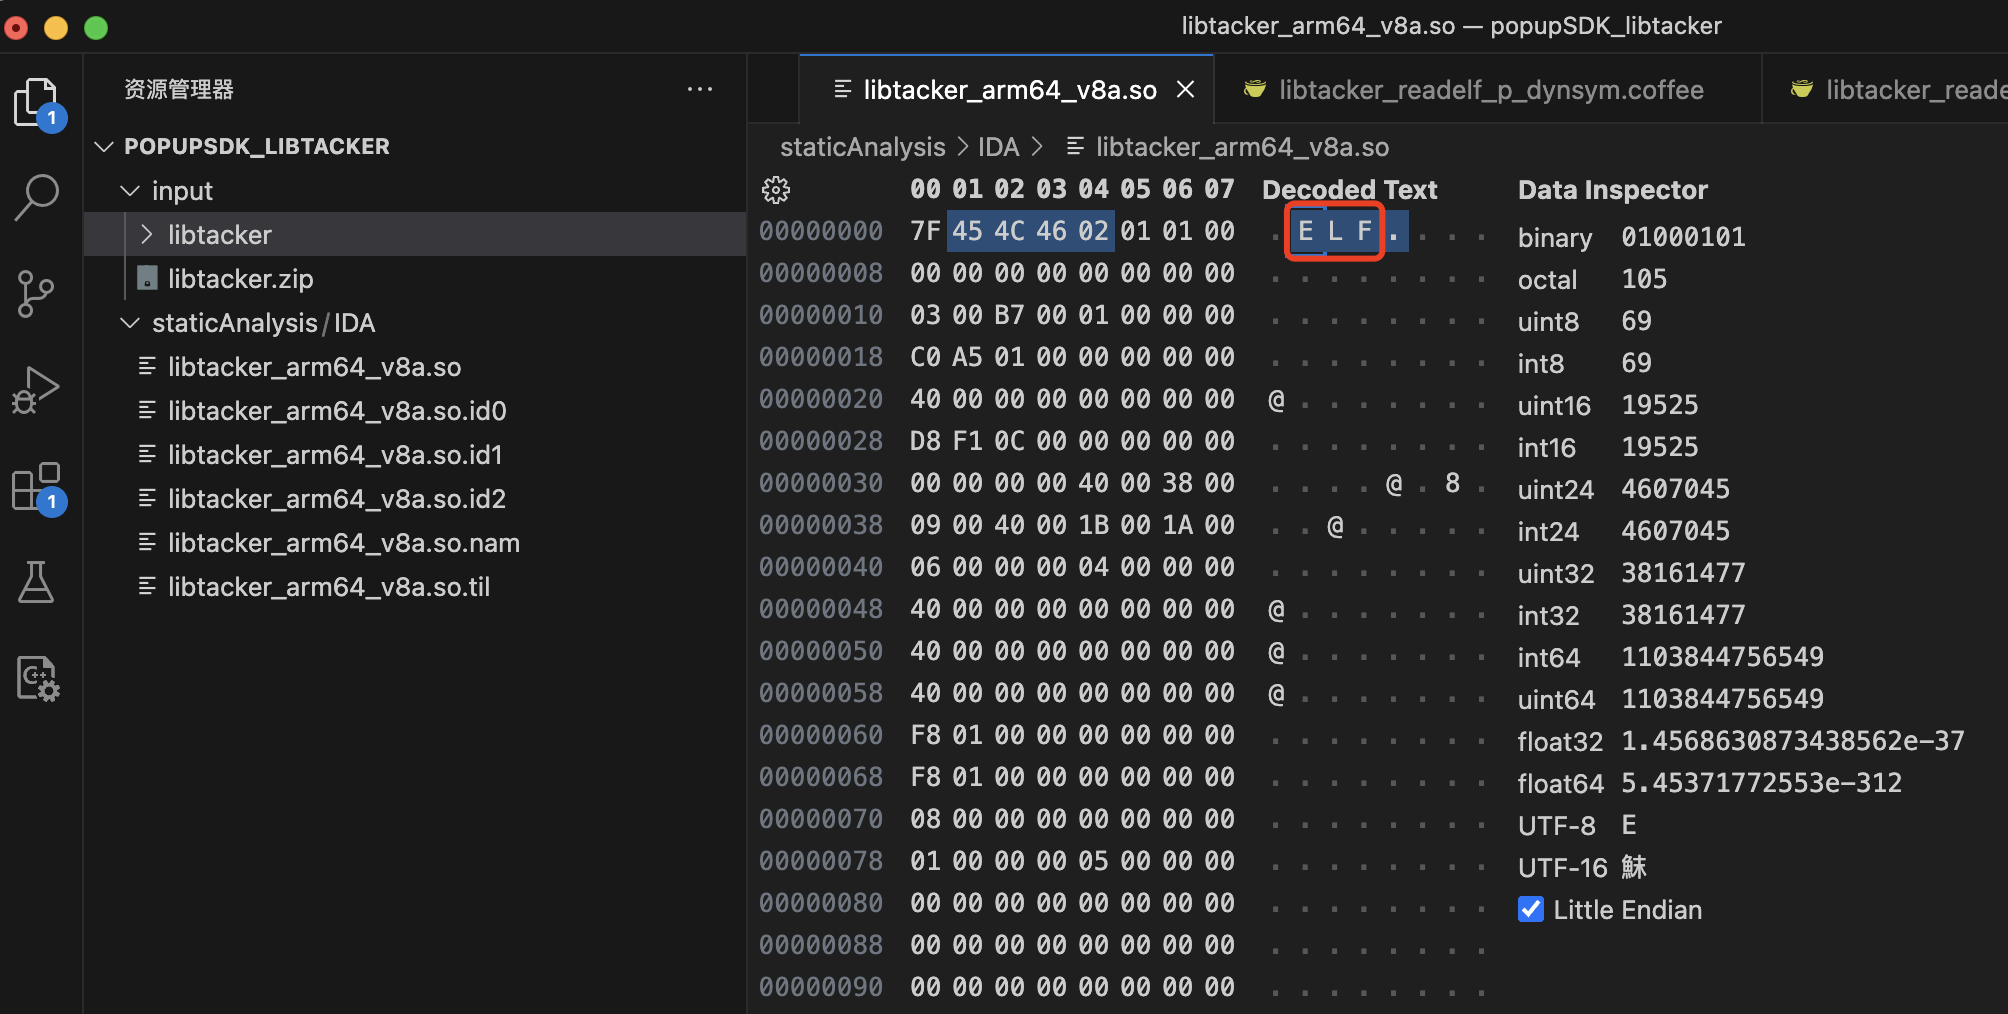 libtacker_arm64_v8a.so — popupSDK_libtacker
资源管理器 ···
1
POPUPSDK_LIBTACKER
input
libtacker
libtacker.zip
staticAnalysis/IDA
libtacker_arm64_v8a.so
libtacker_arm64_v8a.so.id0
libtacker_arm64_v8a.so.id1
libtacker_arm64_v8a.so.id2
libtacker_arm64_v8a.so.nam
libtacker_arm64_v8a.so.til
1
C++
libtacker_arm64_v8a.so libtacker_readelf_p_dynsym.coffee libtacker_reade
staticAnalysis > IDA > libtacker_arm64_v8a.so
00 01 02 03 04 05 06 07 Decoded Text
00000000 7F 45 4C 46 02 01 01 00 . E L F . . . .
00000008 00 00 00 00 00 00 00 00 . . . . . . . .
00000010 03 00 B7 00 01 00 00 00 . . . . . . . .
00000018 C0 A5 01 00 00 00 00 00 . . . . . . . .
00000020 40 00 00 00 00 00 00 00 @ . . . . . . .
00000028 D8 F1 0C 00 00 00 00 00 . . . . . . . .
00000030 00 00 00 00 40 00 38 00 . . . . @ . 8 .
00000038 09 00 40 00 1B 00 1A 00 . . @ . . . . .
00000040 06 00 00 00 04 00 00 00 . . . . . . . .
00000048 40 00 00 00 00 00 00 00 @ . . . . . . .
00000050 40 00 00 00 00 00 00 00 @ . . . . . . .
00000058 40 00 00 00 00 00 00 00 @ . . . . . . .
00000060 F8 01 00 00 00 00 00 00 . . . . . . . .
00000068 F8 01 00 00 00 00 00 00 . . . . . . . .
00000070 08 00 00 00 00 00 00 00 . . . . . . . .
00000078 01 00 00 00 05 00 00 00 . . . . . . . .
00000080 00 00 00 00 00 00 00 00 . . . . . . . .
00000088 00 00 00 00 00 00 00 00 . . . . . . . .
00000090 00 00 00 00 00 00 00 00 . . . . . . . .
Data Inspector
binary 01000101
octal 105
uint8 69
int8 69
uint16 19525
int16 19525
uint24 4607045
int24 4607045
uint32 38161477
int32 38161477
int64 1103844756549
uint64 1103844756549
float32 1.4568630873438562e-37
float64 5.45371772553e-312
UTF-8 E
UTF-16 䱅
Little Endian